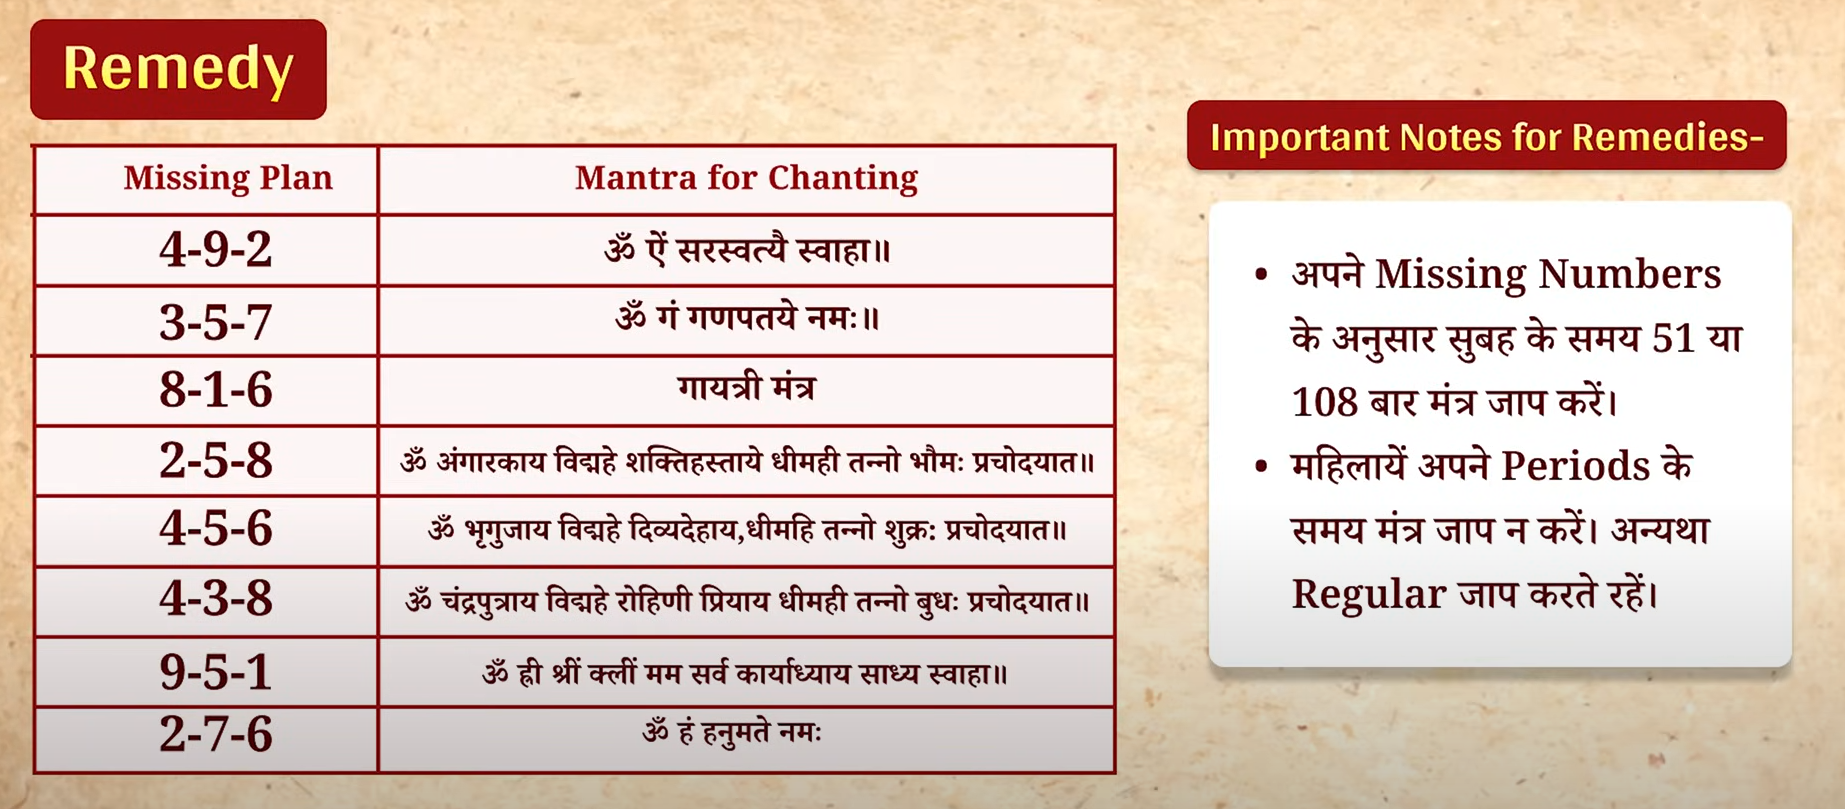 Remedy
Important Notes for Remedies-
Missing Plan Mantra for Chanting
4-9-2 ॐ ऐं सरस्वत्यै स्वाहा॥
3-5-7 ॐ गं गणपतये नमः॥
8-1-6 गायत्री मंत्र
2-5-8 ॐ अंगारकाय विद्महे शक्तिहस्ताये धीमही तन्नो भौमः प्रचोदयात॥
4-5-6 ॐ भृगुजाय विद्महे दिव्यदेहाय,धीमहि तन्नो शुक्र: प्रचोदयात॥
4-3-8 ॐ चंद्रपुत्राय विद्महे रोहिणी प्रियाय धीमही तन्नो बुधः प्रचोदयात॥
9-5-1 ॐ ह्री श्रीं क्लीं मम सर्व कार्याध्याय साध्य स्वाहा॥
2-7-6 ॐ हं हनुमते नमः
• अपने Missing Numbers
के अनुसार सुबह के समय 51 या
108 बार मंत्र जाप करें।
• महिलायें अपने Periods के
समय मंत्र जाप न करें। अन्यथा
Regular जाप करते रहें।